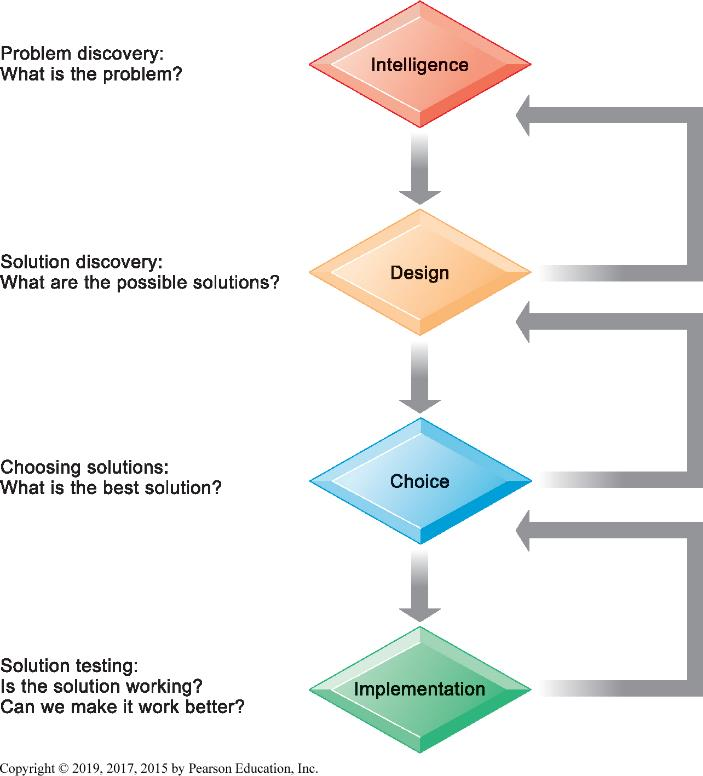 Problem discovery:
What is the problem?
Intelligence
Solution discovery:
What are the possible solutions?
Design
Choosing solutions:
What is the best solution?
Choice
Solution testing:
Is the solution working?
Can we make it work better?
Implementation
Copyright © 2019, 2017, 2015 by Pearson Education, Inc.